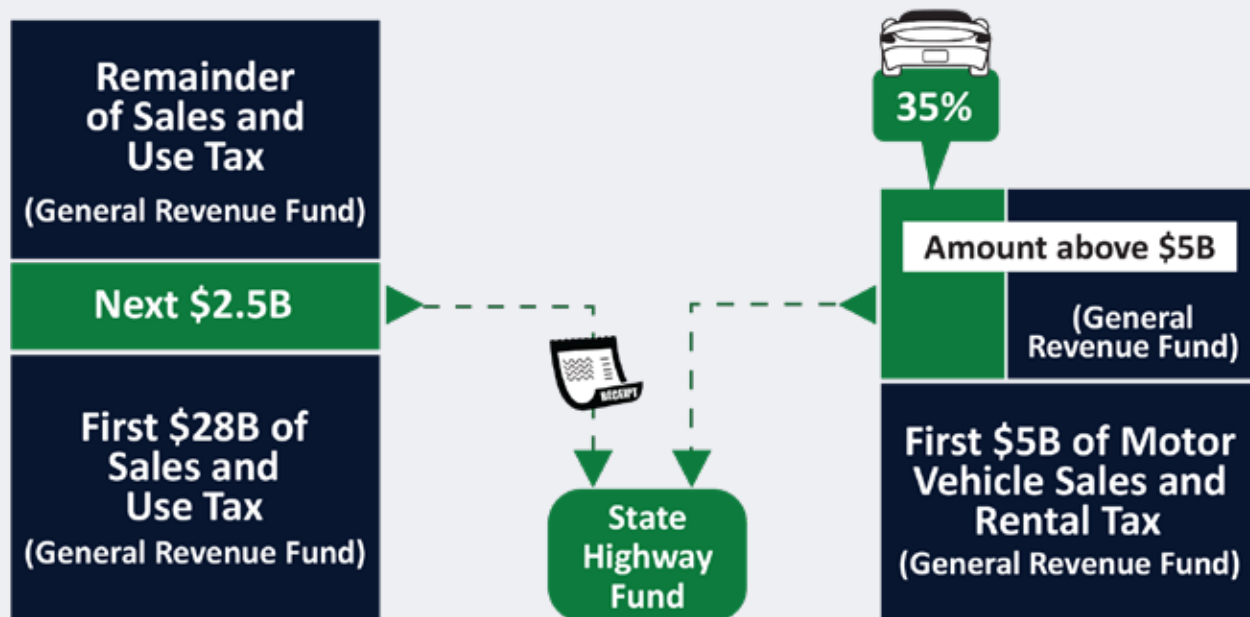 Remainder
of Sales and
Use Tax
(General Revenue Fund)
Next $2.5B
First $28B of
Sales and
Use Tax
(General Revenue Fund)
RECEIPT
State
Highway
Fund
35%
Amount above $5B
(General
Revenue Fund)
First $5B of Motor
Vehicle Sales and
Rental Tax
(General Revenue Fund)